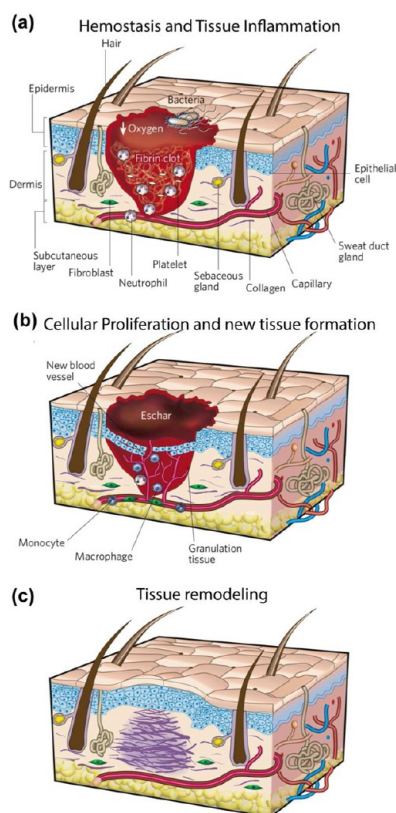 (a)
Hemostasis and Tissue Inflammation
Hair
Bacteria
Epidermis
Oxygen
Fibrin clot
Epithelial
cell
Dermis
Subcutaneous
layer
Fibroblast
Neutrophil
Platelet
Sebaceous
gland
Collagen
Capillary
Sweat duct
gland
(b)
Cellular Proliferation and new tissue formation
New blood
vessel
Eschar
Monocyte
Macrophage
Granulation
tissue
(c)
Tissue remodeling